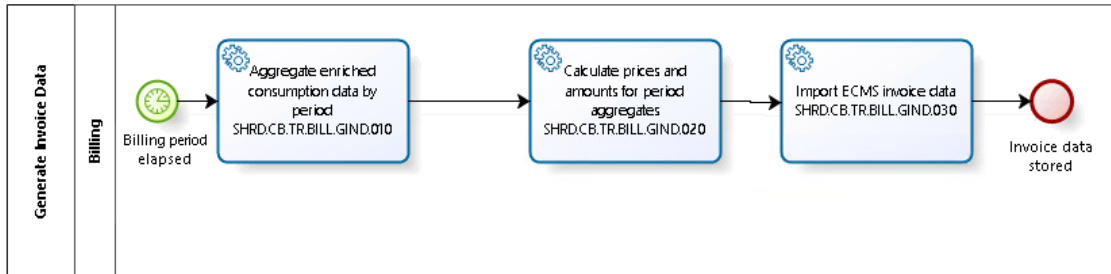 Generate Invoice Data
Billing
Billing period
elapsed
Aggregate enriched
consumption data by
period
SHRD.CB.TR.BILL.GIND.010
Calculate prices and
amounts for period
aggregates
SHRD.CB.TR.BILL.GIND.020
Import ECMS invoice data
SHRD.CB.TR.BILL.GIND.030
Invoice data
stored